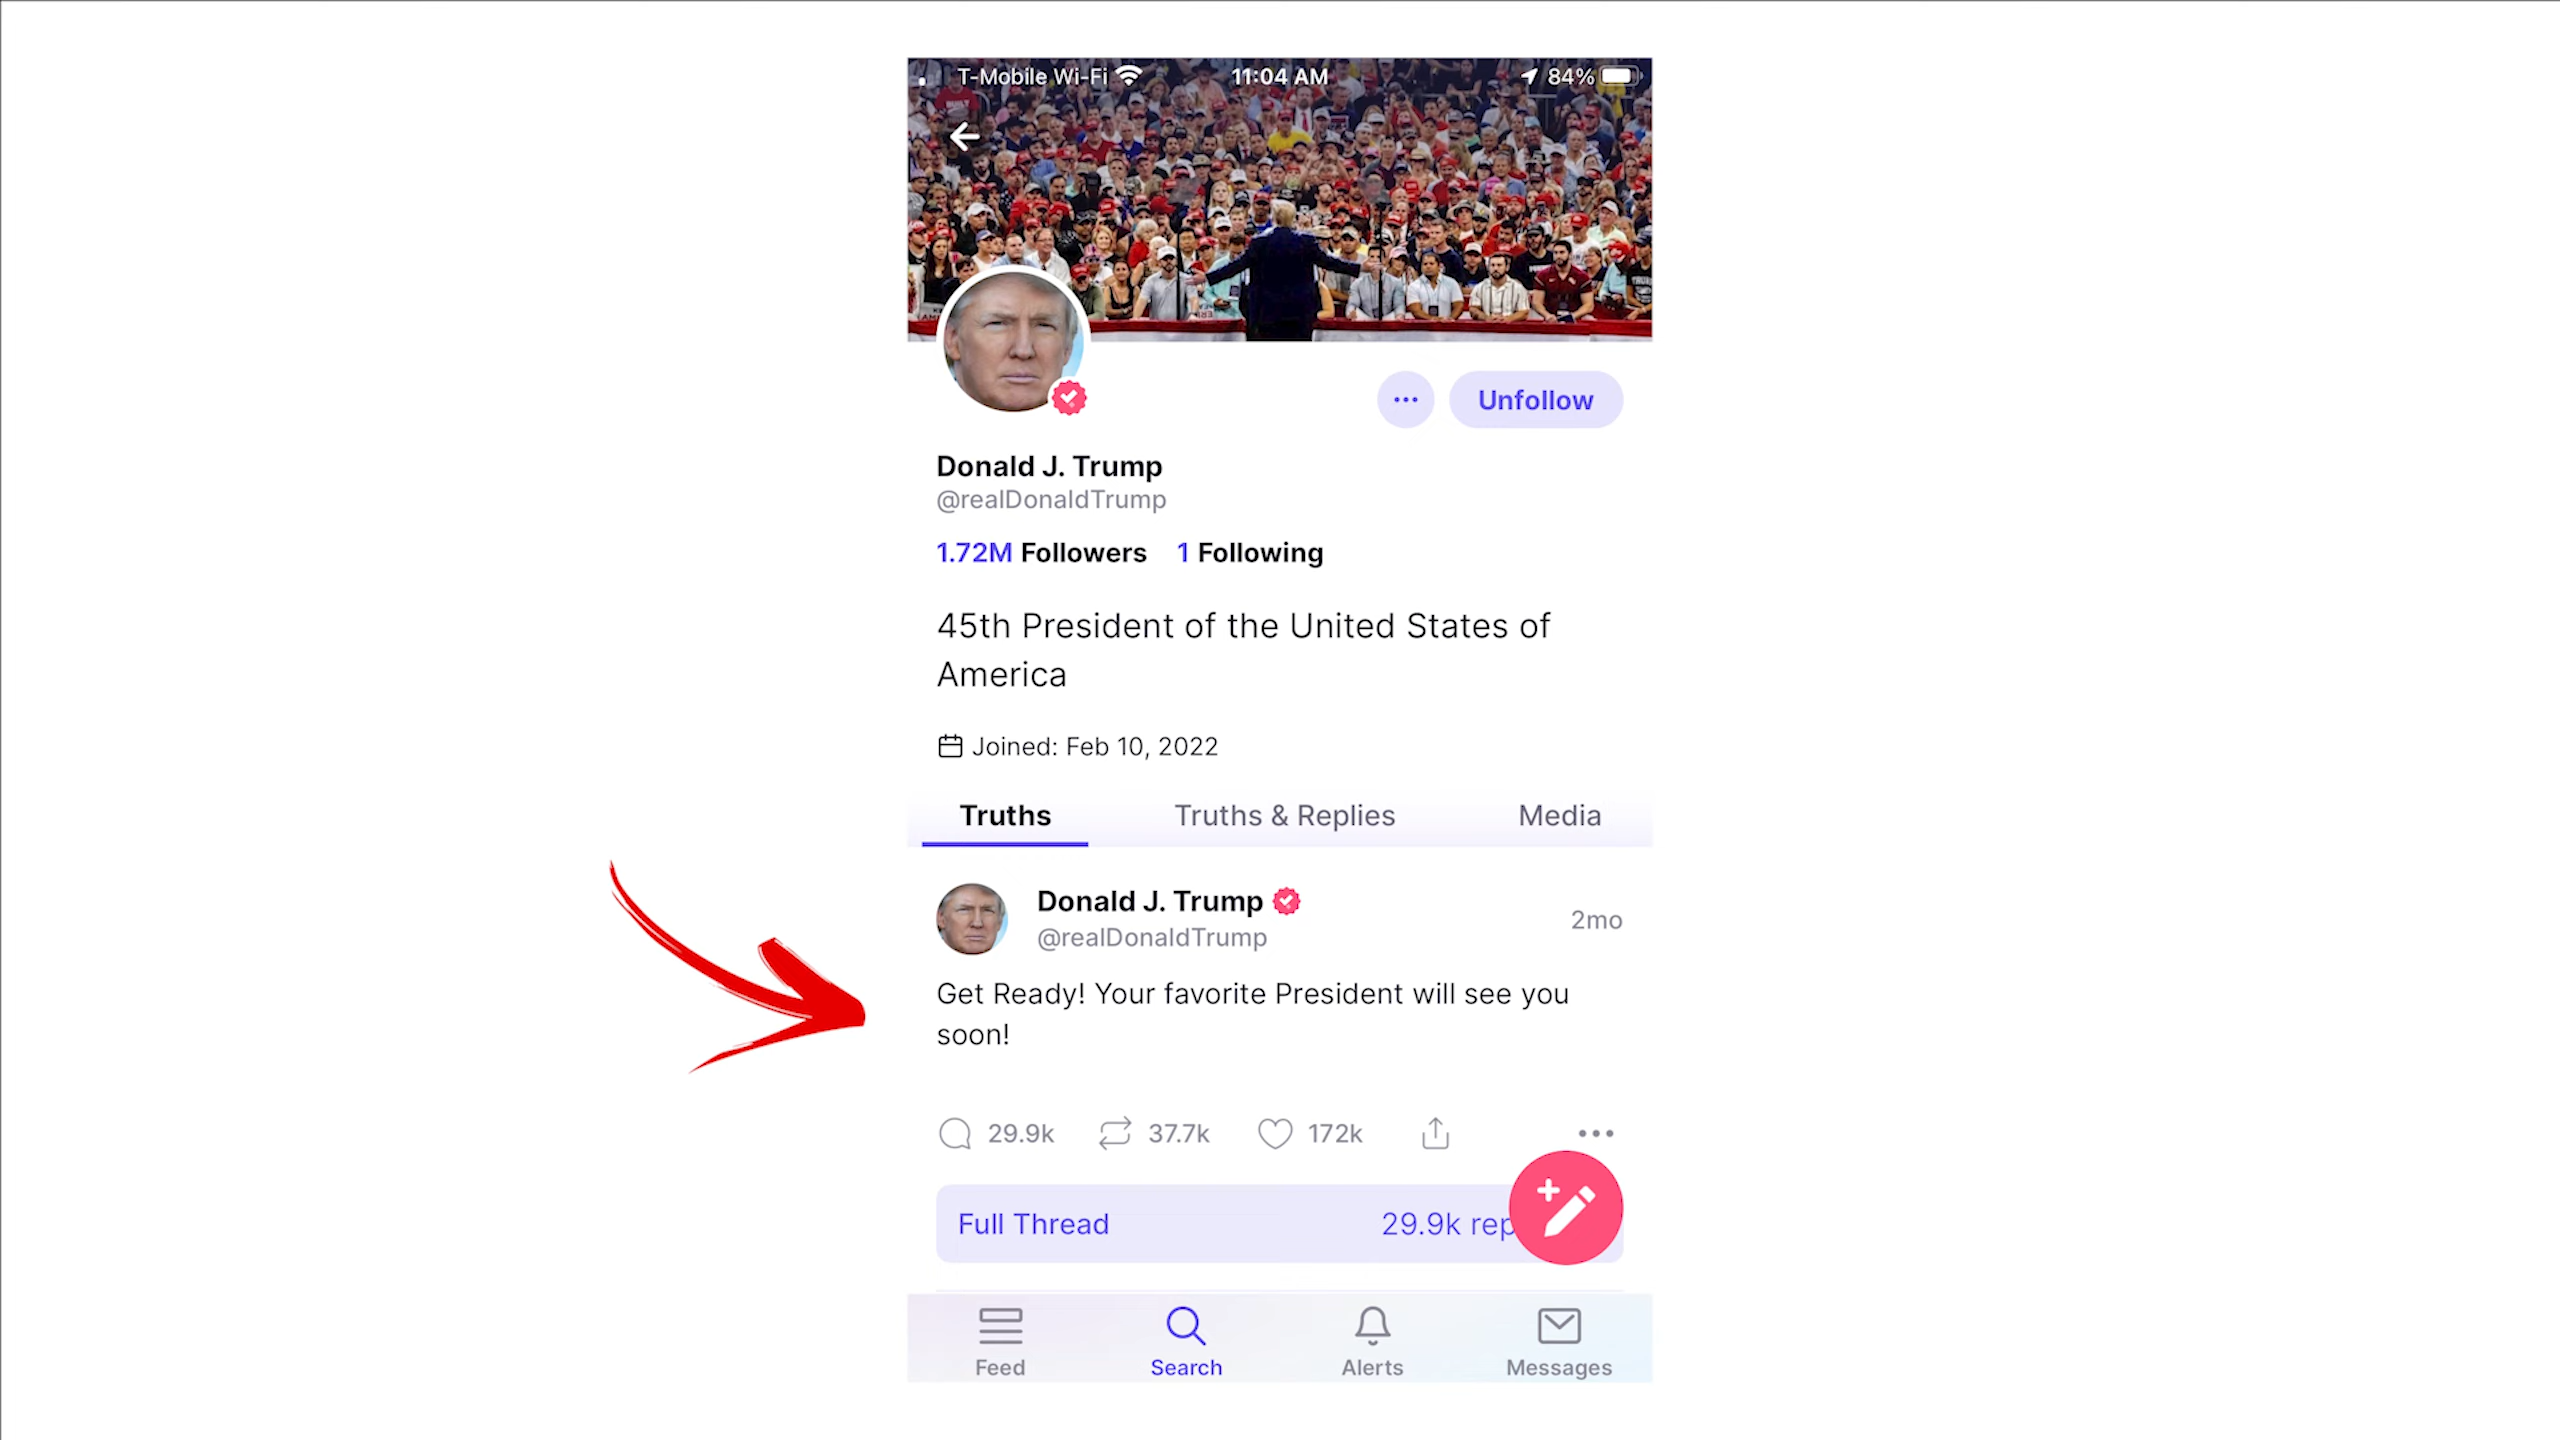 T-Mobile Wi-Fi 11:04 AM 84%
Unfollow
Donald J. Trump
@realDonaldTrump
1.72M Followers 1 Following
45th President of the United States of
America
Joined: Feb 10, 2022
Truths Truths & Replies Media
Donald J. Trump
@realDonaldTrump
2mo
Get Ready! Your favorite President will see you
soon!
29.9k 37.7k 172k
Full Thread 29.9k rep
Feed Search Alerts Messages